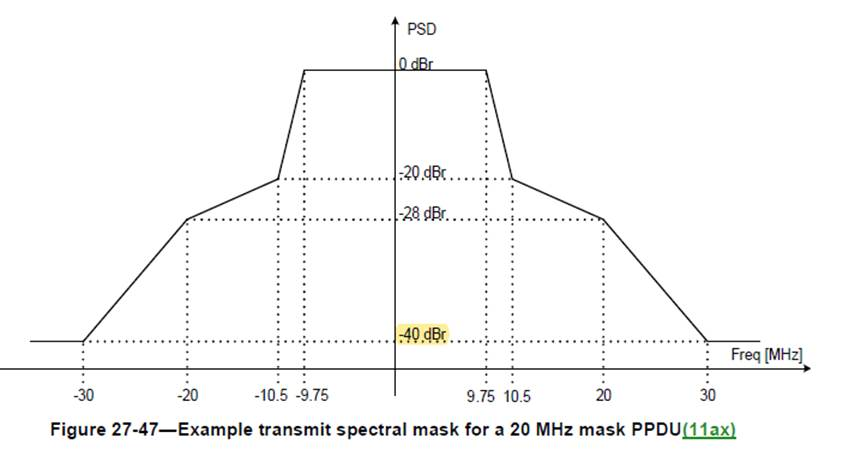 PSD
0 dBr
-20 dBr
-28 dBr
-40 dBr
Freq [MHz]
-30 -20 -10.5 -9.75 9.75 10.5 20 30
Figure 27-47—Example transmit spectral mask for a 20 MHz mask PPDU(11ax)